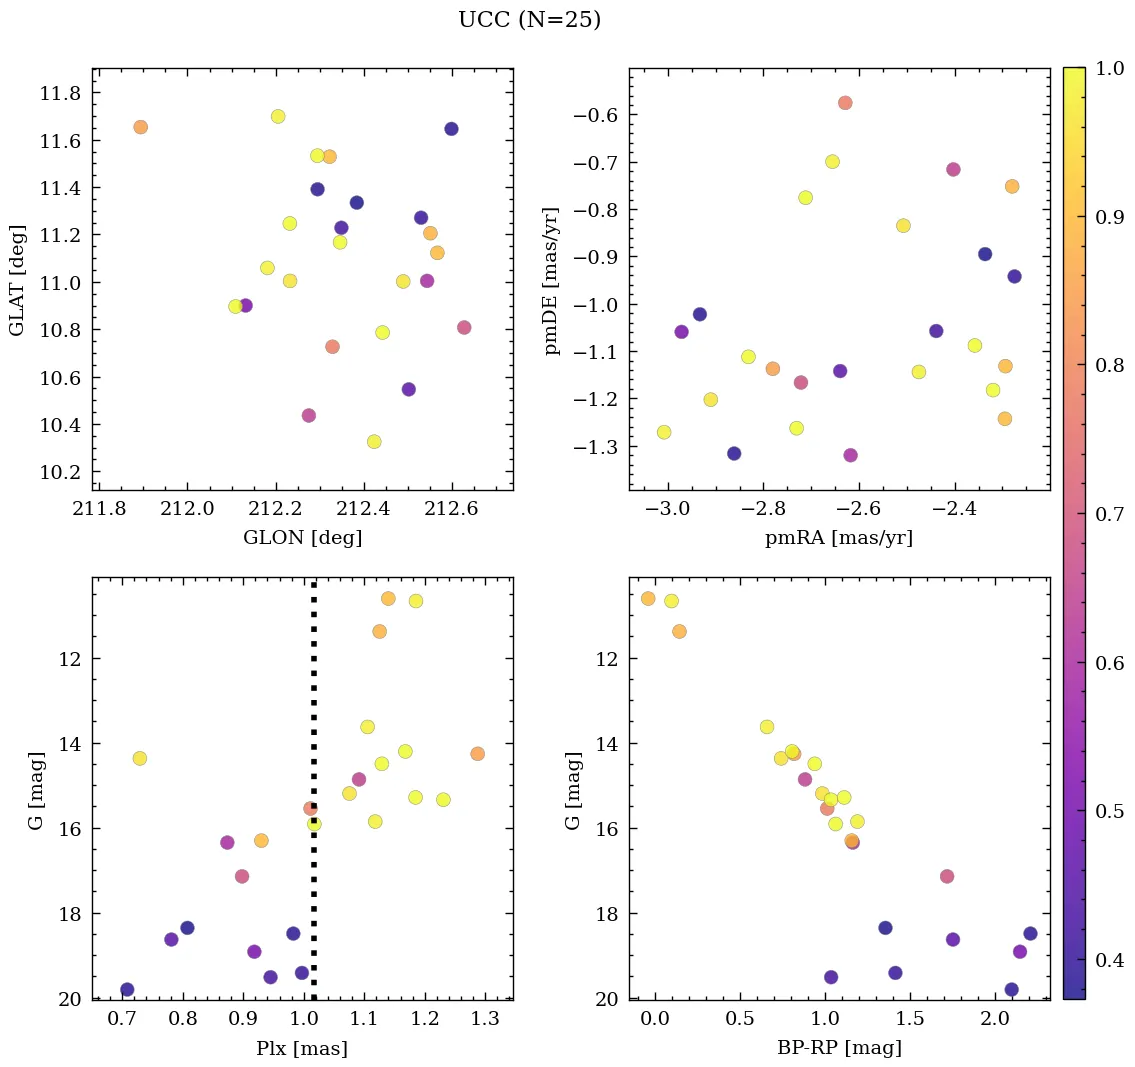 UCC (N=25)
11.8
11.6
11.4
11.2
11.0
10.8
10.6
10.4
10.2
GLAT [deg]
211.8 212.0 212.2 212.4 212.6
GLON [deg]
−0.6
−0.7
−0.8
−0.9
−1.0
−1.1
−1.2
−1.3
pmDE [mas/yr]
−3.0 −2.8 −2.6 −2.4
pmRA [mas/yr]
1.0
0.9
0.8
0.7
0.6
0.5
0.4
12
14
16
18
20
G [mag]
0.7 0.8 0.9 1.0 1.1 1.2 1.3
Plx [mas]
12
14
16
18
20
G [mag]
0.0 0.5 1.0 1.5 2.0
BP-RP [mag]